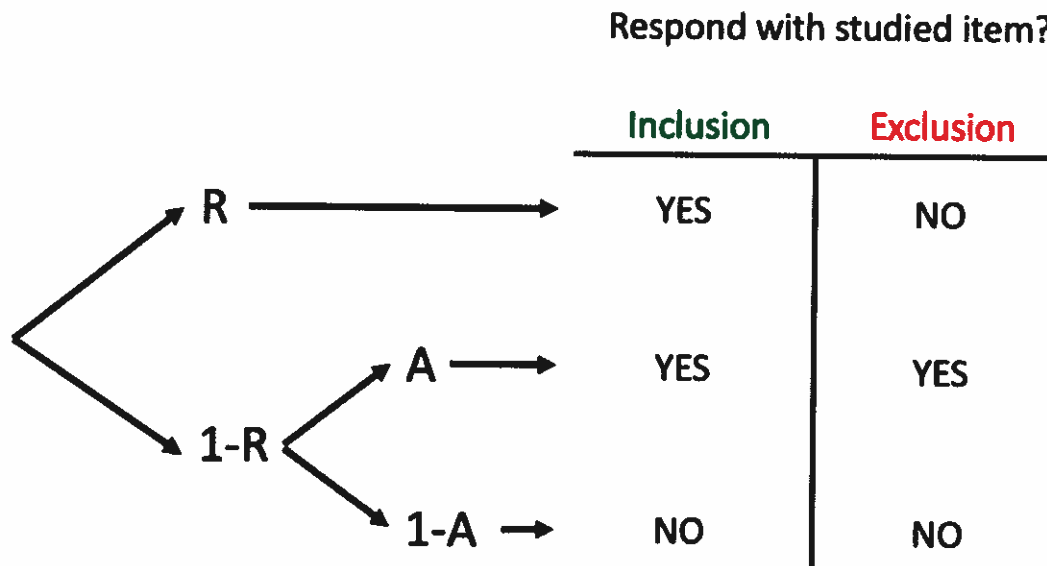 Respond with studied item?
Inclusion Exclusion
R YES NO
A YES YES
1-R
1-A NO NO